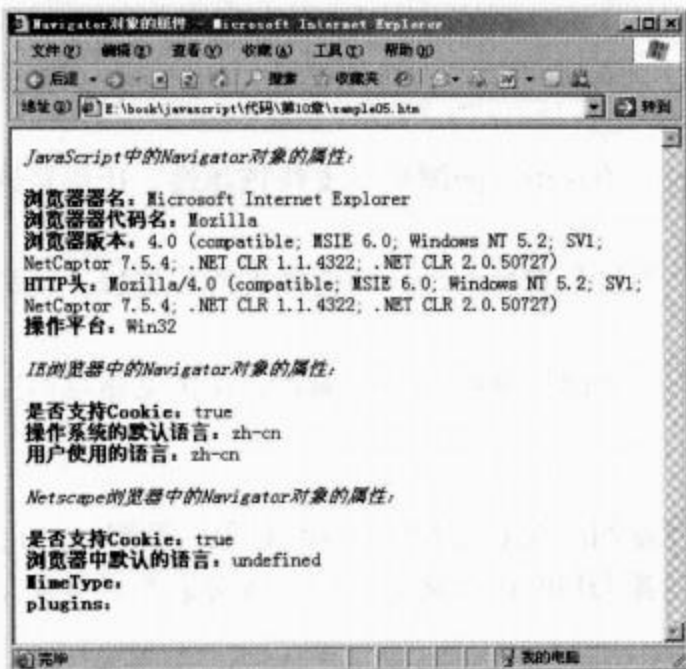 Navigator对象的属性 - Microsoft Internet Explorer
文件(F) 编辑(E) 查看(V) 收藏(A) 工具(T) 帮助(H)
后退 搜索 收藏夹
地址(D) E:\book\javascript\代码\第10章\sample05.htm 转到
JavaScript中的Navigator对象的属性:
浏览器器名：Microsoft Internet Explorer
浏览器器代码名：Mozilla
浏览器版本：4.0 (compatible; MSIE 6.0; Windows NT 5.2; SV1;
NetCaptor 7.5.4; .NET CLR 1.1.4322; .NET CLR 2.0.50727)
HTTP头：Mozilla/4.0 (compatible; MSIE 6.0; Windows NT 5.2; SV1;
NetCaptor 7.5.4; .NET CLR 1.1.4322; .NET CLR 2.0.50727)
操作平台：Win32
IE浏览器中的Navigator对象的属性:
是否支持Cookie：true
操作系统的默认语言：zh-cn
用户使用的语言：zh-cn
Netscape浏览器中的Navigator对象的属性:
是否支持Cookie：true
浏览器中默认的语言：undefined
MimeType：
plugins：
完毕 我的电脑